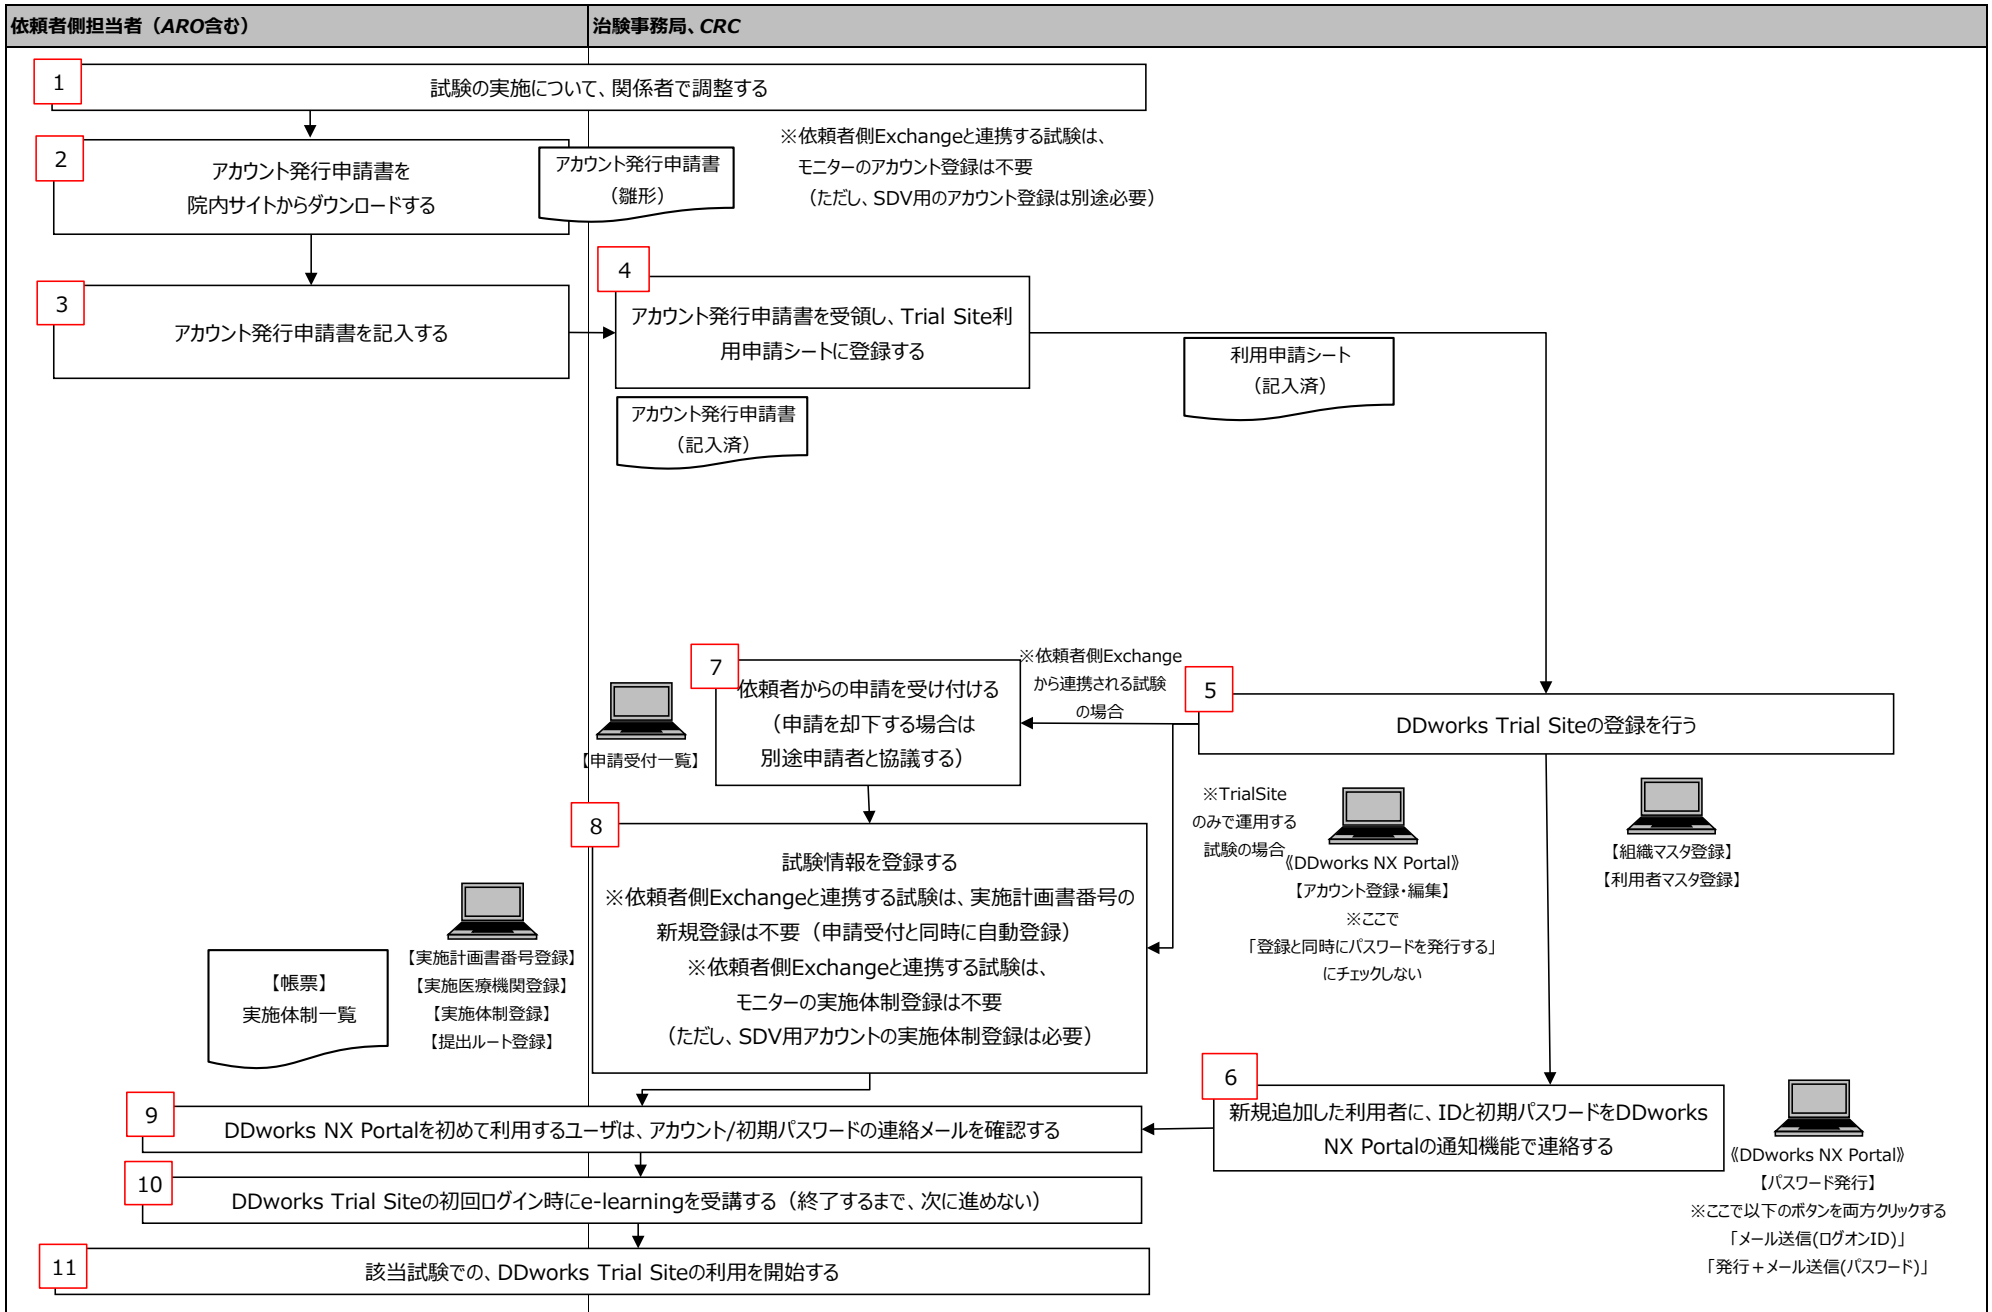 依頼者側担当者（ARO含む）
治験事務局、CRC
1
試験の実施について、関係者で調整する
2
アカウント発行申請書を
院内サイトからダウンロードする
アカウント発行申請書
（雛形）
※依頼者側Exchangeと連携する試験は、
モニターのアカウント登録は不要
（ただし、SDV用のアカウント登録は別途必要）
3
アカウント発行申請書を記入する
4
アカウント発行申請書を受領し、Trial Site利
用申請シートに登録する
アカウント発行申請書
（記入済）
利用申請シート
（記入済）
7
依頼者からの申請を受け付ける
（申請を却下する場合は
別途申請者と協議する）
【申請受付一覧】
※依頼者側Exchange
から連携される試験
の場合
5
DDworks Trial Siteの登録を行う
※TrialSite
のみで運用する
試験の場合
《DDworks NX Portal》
【アカウント登録・編集】
※ここで
「登録と同時にパスワードを発行する」
にチェックしない
【組織マスタ登録】
【利用者マスタ登録】
8
試験情報を登録する
※依頼者側Exchangeと連携する試験は、実施計画書番号の
新規登録は不要（申請受付と同時に自動登録）
※依頼者側Exchangeと連携する試験は、
モニターの実施体制登録は不要
（ただし、SDV用アカウントの実施体制登録は必要）
【実施計画書番号登録】
【実施医療機関登録】
【実施体制登録】
【提出ルート登録】
【帳票】
実施体制一覧
6
新規追加した利用者に、IDと初期パスワードをDDworks
NX Portalの通知機能で連絡する
《DDworks NX Portal》
【パスワード発行】
※ここで以下のボタンを両方クリックする
「メール送信(ログオンID)」
「発行＋メール送信(パスワード)」
9
DDworks NX Portalを初めて利用するユーザは、アカウント/初期パスワードの連絡メールを確認する
10
DDworks Trial Siteの初回ログイン時にe-learningを受講する（終了するまで、次に進めない）
11
該当試験での、DDworks Trial Siteの利用を開始する